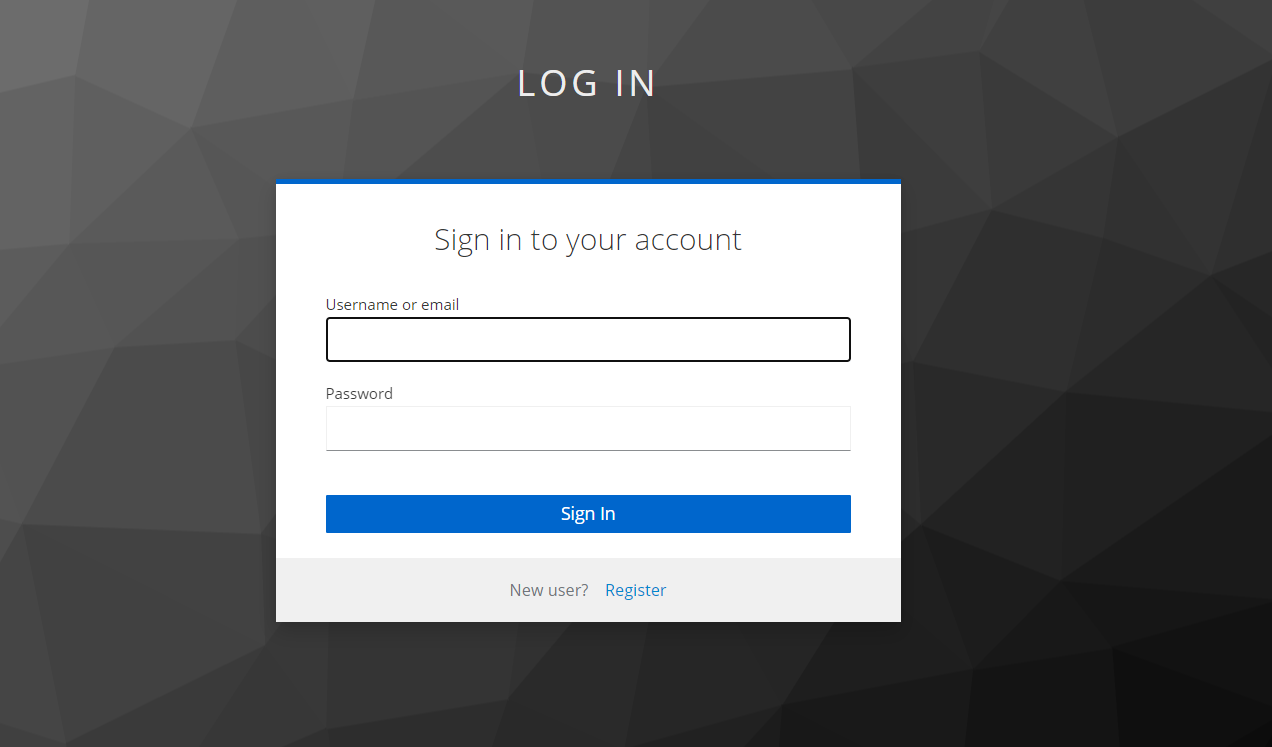 LOG IN
Sign in to your account
Username or email
Password
Sign In
New user? Register